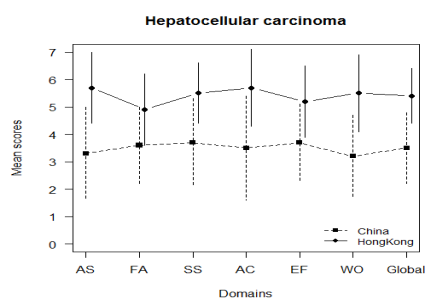 Hepatocellular carcinoma
Mean scores
7
6
5
4
3
2
1
0
China
HongKong
AS FA SS AC EF WO Global
Domains